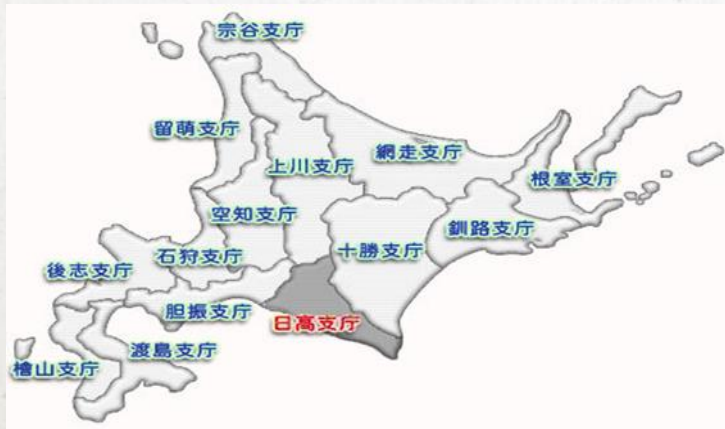 宗谷支庁
留萌支庁
上川支庁
網走支庁
根室支庁
空知支庁
釧路支庁
十勝支庁
石狩支庁
後志支庁
胆振支庁
日高支庁
渡島支庁
檜山支庁